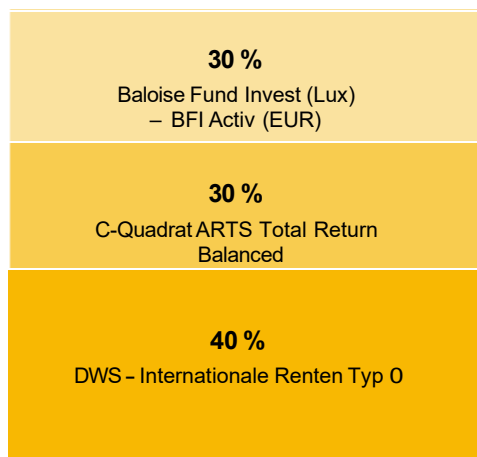 30 %
Baloise Fund Invest (Lux)
– BFI Activ (EUR)
30 %
C-Quadrat ARTS Total Return
Balanced
40 %
DWS – Internationale Renten Typ O